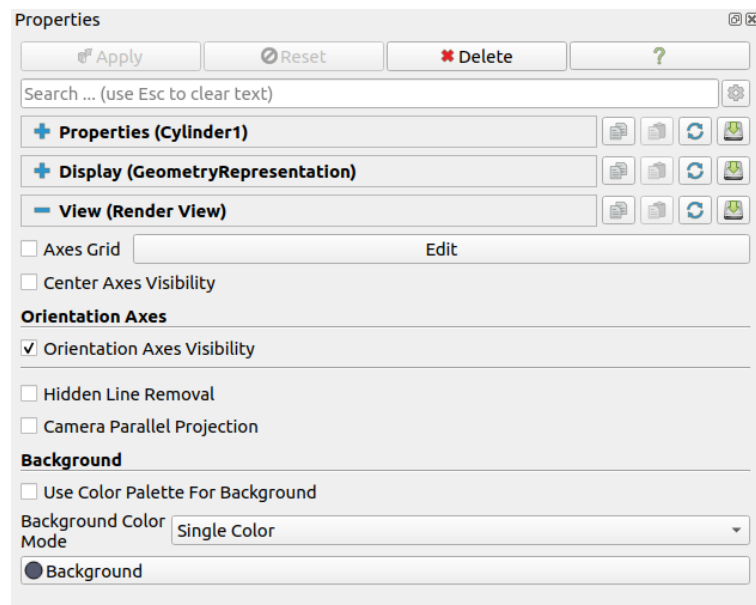 Properties
Apply Reset Delete ?
Search ... (use Esc to clear text)
Properties (Cylinder1)
Display (GeometryRepresentation)
View (Render View)
Axes Grid Edit
Center Axes Visibility
Orientation Axes
Orientation Axes Visibility
Hidden Line Removal
Camera Parallel Projection
Background
Use Color Palette For Background
Background Color
Mode
Single Color
Background